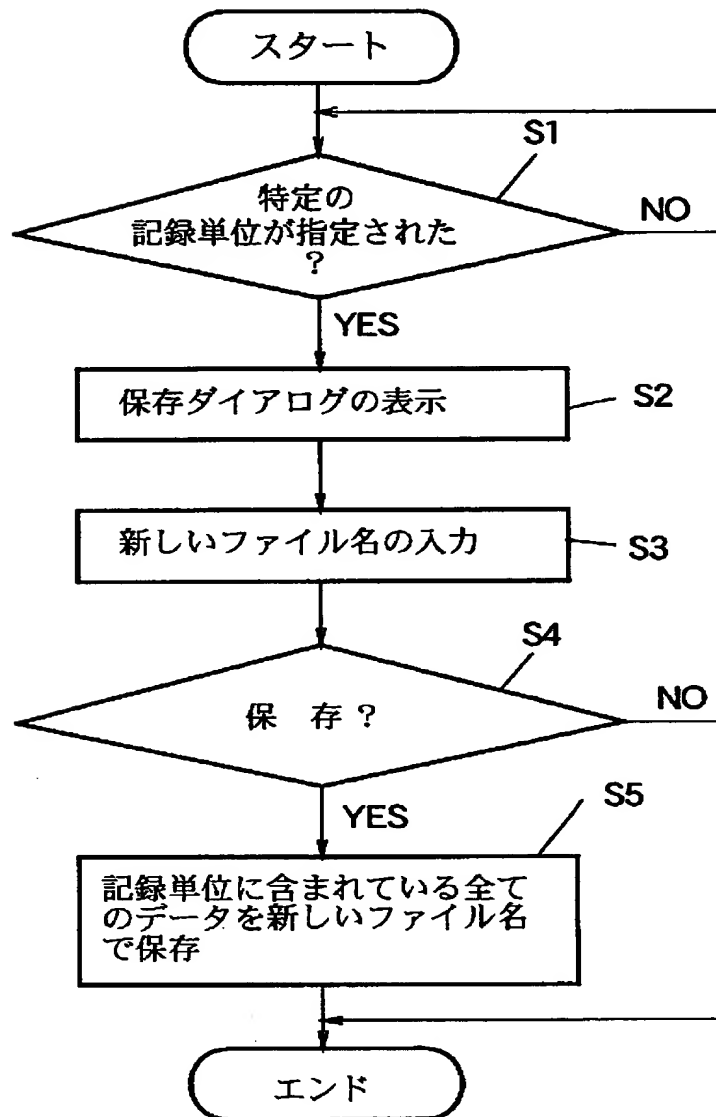 スタート
S1
特定の
記録単位が指定された
?
NO
YES
保存ダイアログの表示
S2
新しいファイル名の入力
S3
S4
保 存?
NO
YES
S5
記録単位に含まれている全て
のデータを新しいファイル名
で保存
エンド